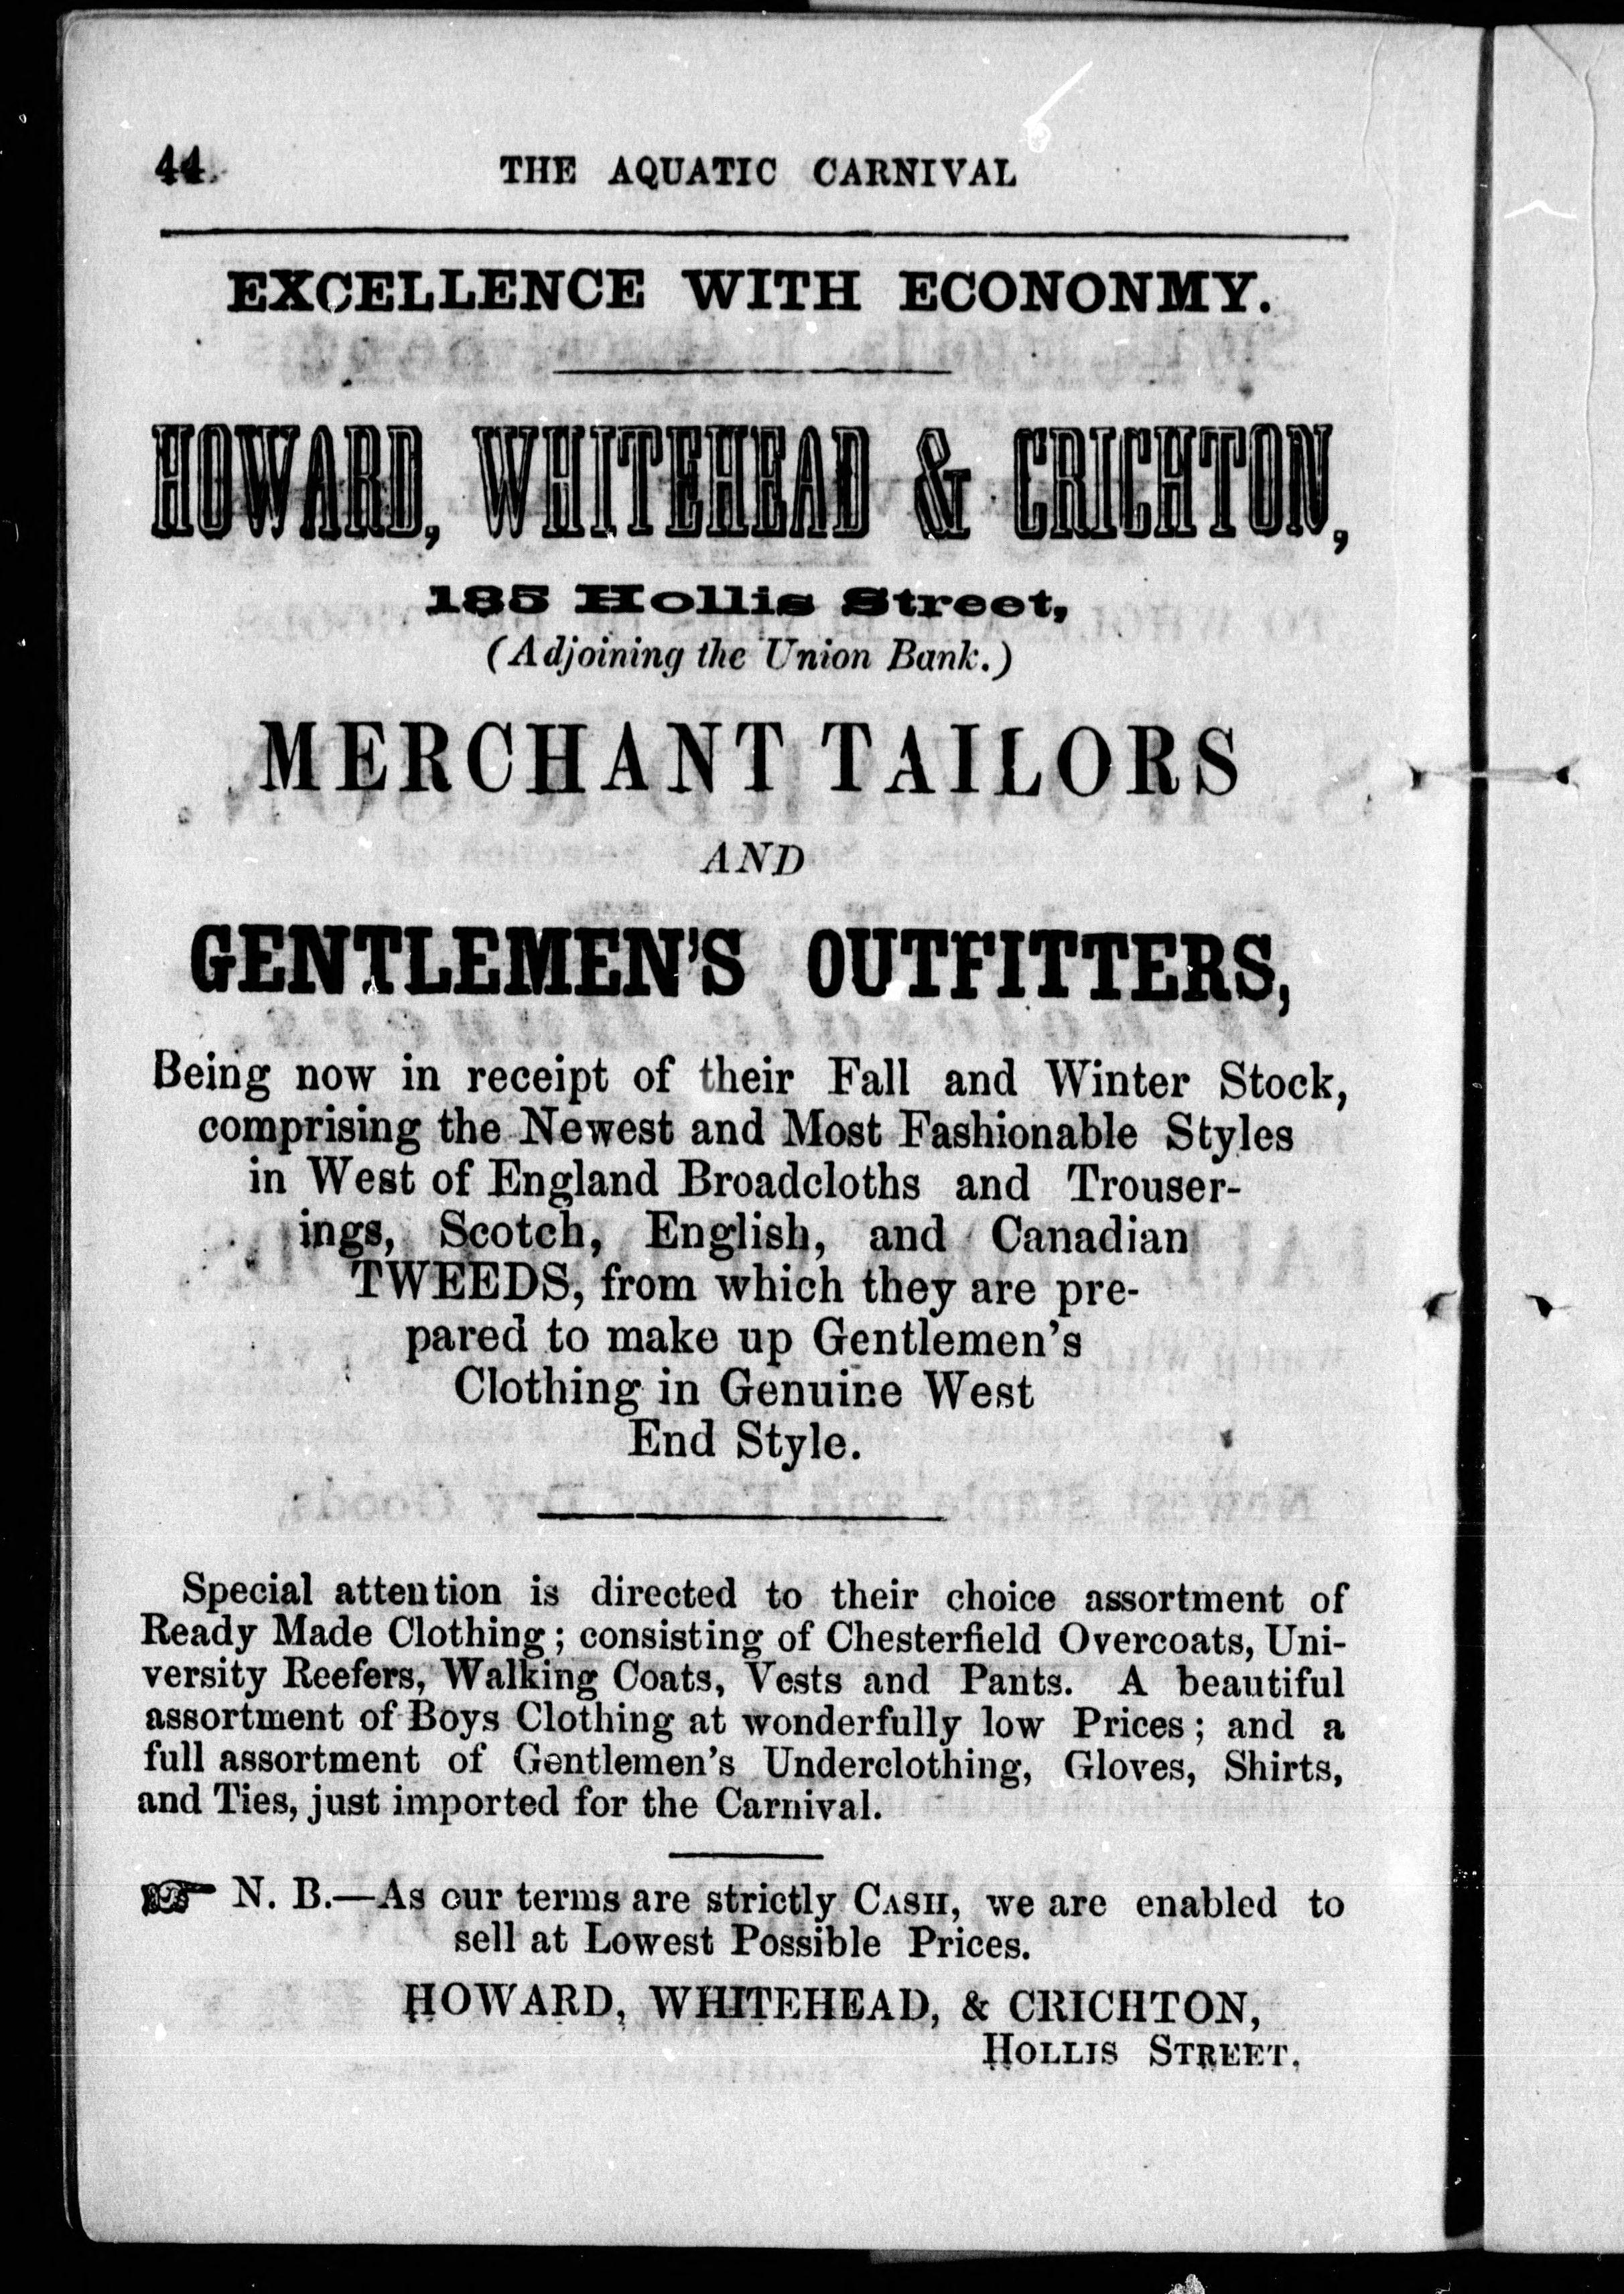 44. THE AQUATIC CARNIVAL
EXCELLENCE WITH ECONONMY.
HOWARD, WHITEHEAD & CRICHTON,
185 Hollis Street,
(Adjoining the Union Bank.)
MERCHANT TAILORS
AND
GENTLEMEN'S OUTFITTERS,
Being now in receipt of their Fall and Winter Stock,
comprising the Newest and Most Fashionable Styles
in West of England Broadcloths and Trouser-
ings, Scotch, English, and Canadian
TWEEDS, from which they are pre-
pared to make up Gentlemen's
Clothing in Genuine West
End Style.
Special attention is directed to their choice assortment of
Ready Made Clothing; consisting of Chesterfield Overcoats, Uni-
versity Reefers, Walking Coats, Vests and Pants. A beautiful
assortment of Boys Clothing at wonderfully low Prices; and a
full assortment of Gentlemen's Underclothing, Gloves, Shirts,
and Ties, just imported for the Carnival.
☞ N. B.—As our terms are strictly CASH, we are enabled to
sell at Lowest Possible Prices.
HOWARD, WHITEHEAD, & CRICHTON,
HOLLIS STREET.